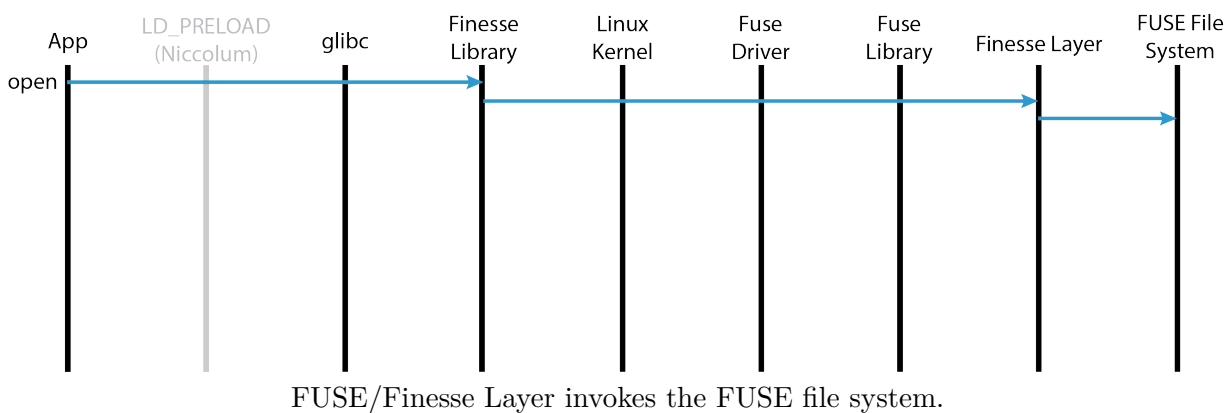 App
LD_PRELOAD
(Niccolum)
glibc
Finesse
Library
Linux
Kernel
Fuse
Driver
Fuse
Library
Finesse Layer
FUSE File
System
open
FUSE/Finesse Layer invokes the FUSE file system.